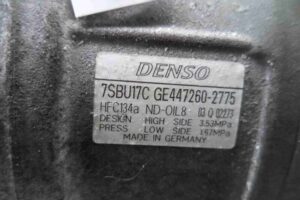 DENSO
7SBU17C GE447260-2775
HFC134a ND-OIL8
DESIGN HIGH SIDE 3.53MPa
PRESS LOW SIDE 1.67MPa
MADE IN GERMANY